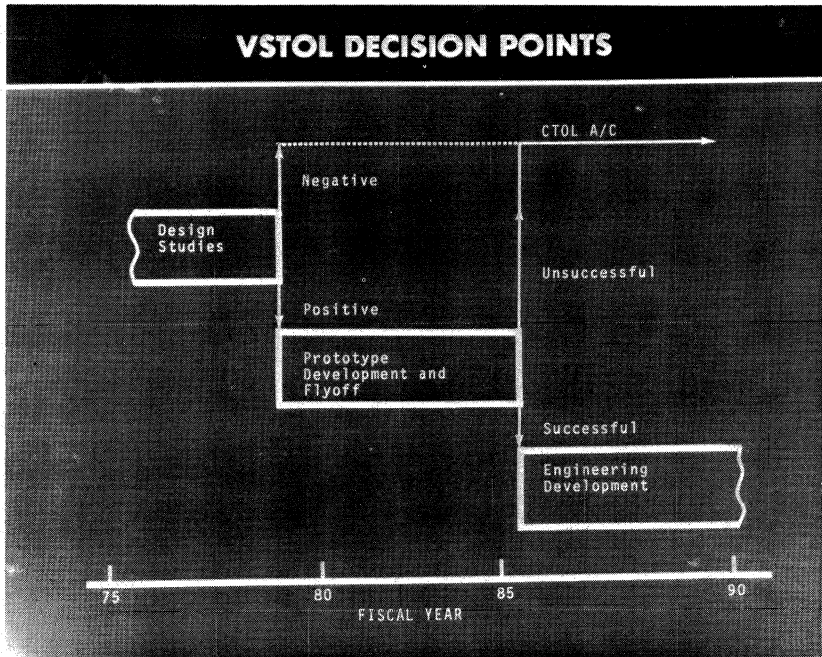 VSTOL DECISION POINTS
CTOL A/C
Negative
Design
Studies
Unsuccessful
Positive
Prototype
Development and
Flyoff
Successful
Engineering
Development
75 80 85 90
FISCAL YEAR